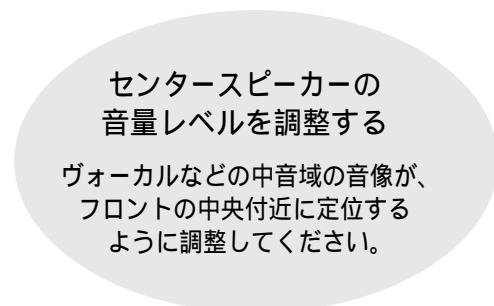 センタースピーカーの
音量レベルを調整する
ヴォーカルなどの中音域の音像が、
フロントの中央付近に定位する
ように調整してください。